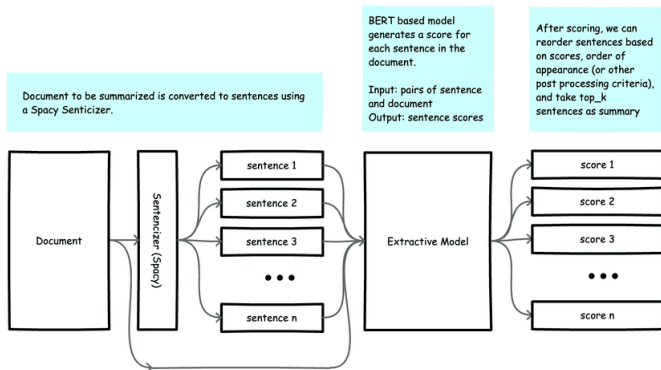 Document to be summarized is converted to sentences using
a Spacy Senticizer.
BERT based model
generates a score for
each sentence in the
document.
Input: pairs of sentence
and document
Output: sentence scores
After scoring, we can
reorder sentences based
on scores, order of
appearance (or other
post processing criteria),
and take top_k
sentences as summary
Document
Sentencizer (Spacy)
sentence 1
sentence 2
sentence 3
sentence n
Extractive Model
score 1
score 2
score 3
score n